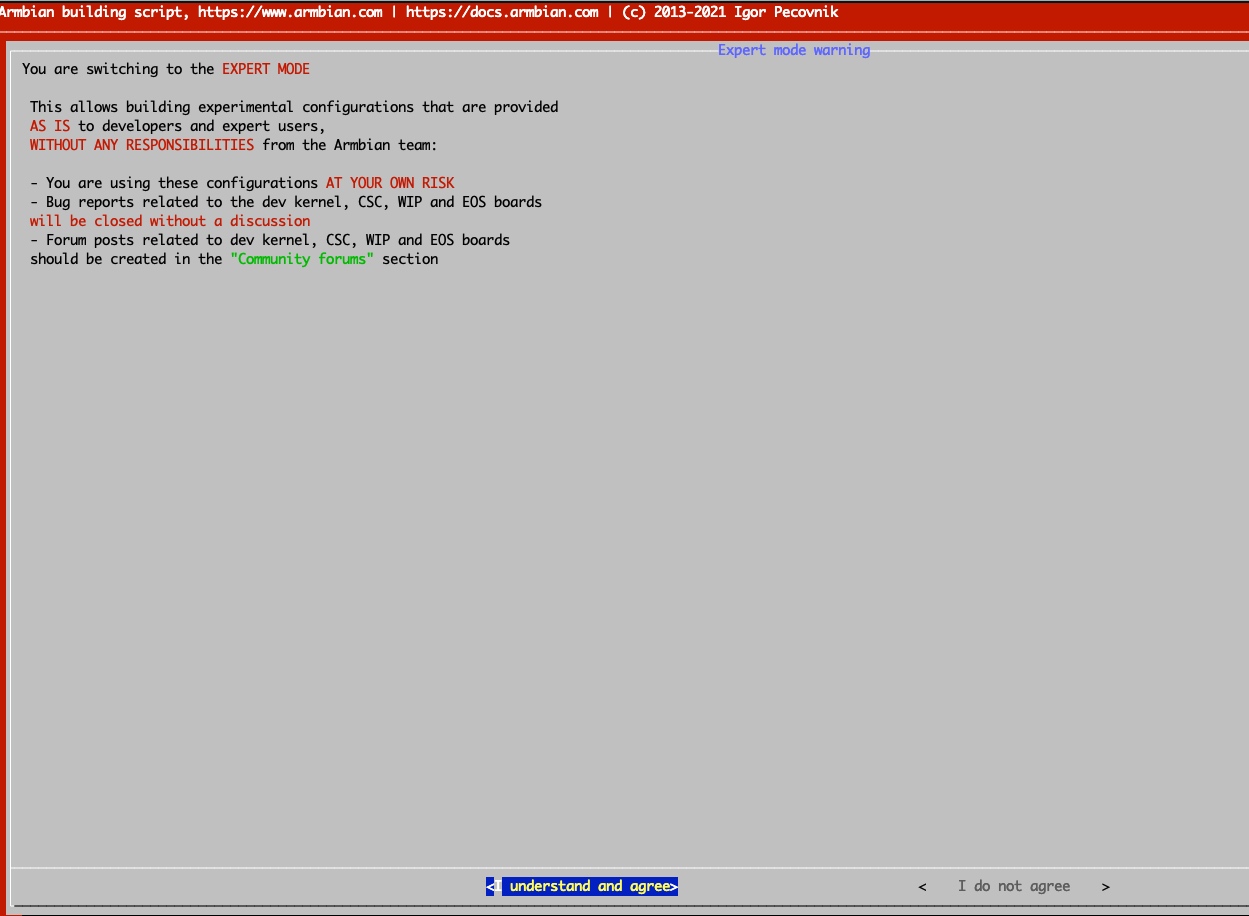 Armbian building script, https://www.armbian.com | https://docs.armbian.com | (c) 2013-2021 Igor Pecovnik
Expert mode warning
You are switching to the EXPERT MODE
This allows building experimental configurations that are provided
AS IS to developers and expert users,
WITHOUT ANY RESPONSIBILITIES from the Armbian team:
- You are using these configurations AT YOUR OWN RISK
- Bug reports related to the dev kernel, CSC, WIP and EOS boards
will be closed without a discussion
- Forum posts related to dev kernel, CSC, WIP and EOS boards
should be created in the "Community forums" section
<I understand and agree> < I do not agree >